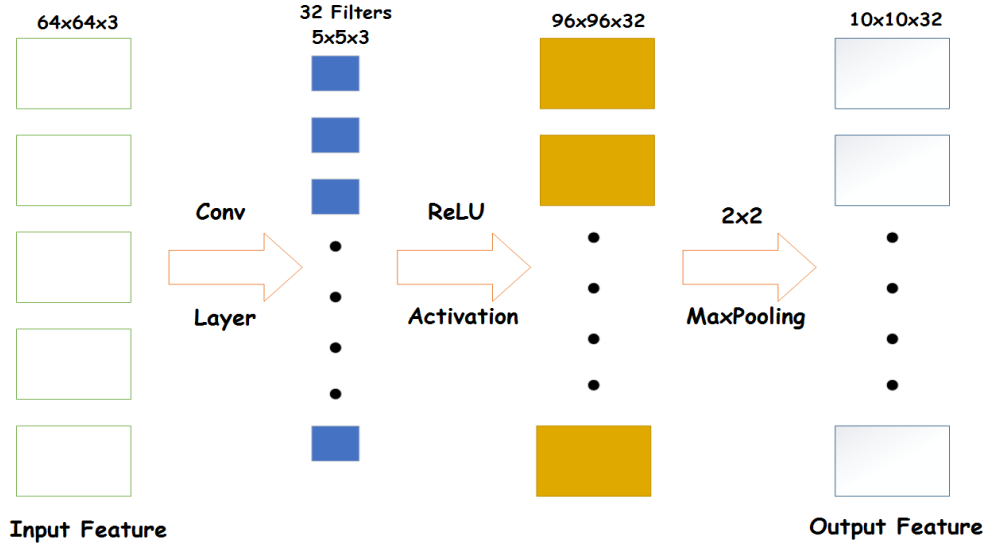 64x64x3
32 Filters
5x5x3
96x96x32
10x10x32
Conv
Layer
ReLU
Activation
2x2
MaxPooling
Input Feature
Output Feature